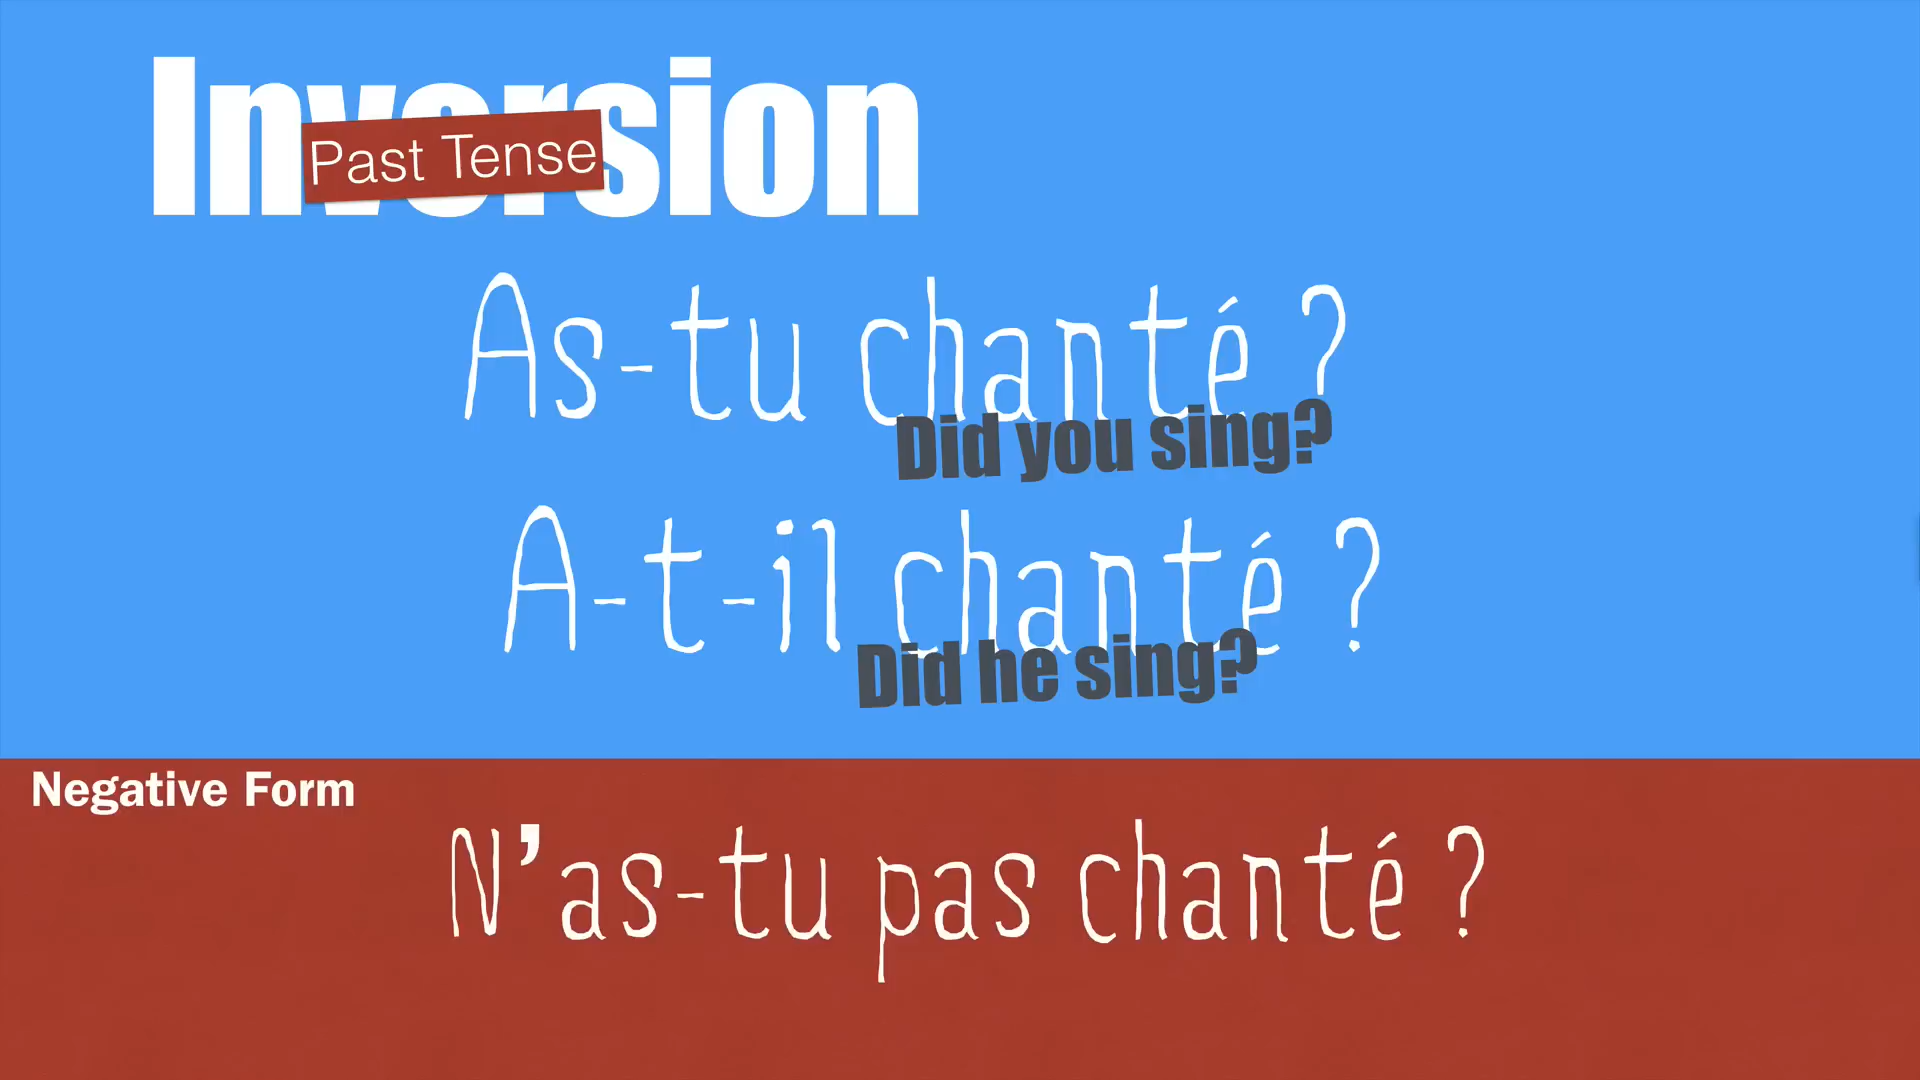 Inversion
Past Tense
As-tu chanté ?
Did you sing?
A-t-il chanté ?
Did he sing?
Negative Form
N'as-tu pas chanté ?